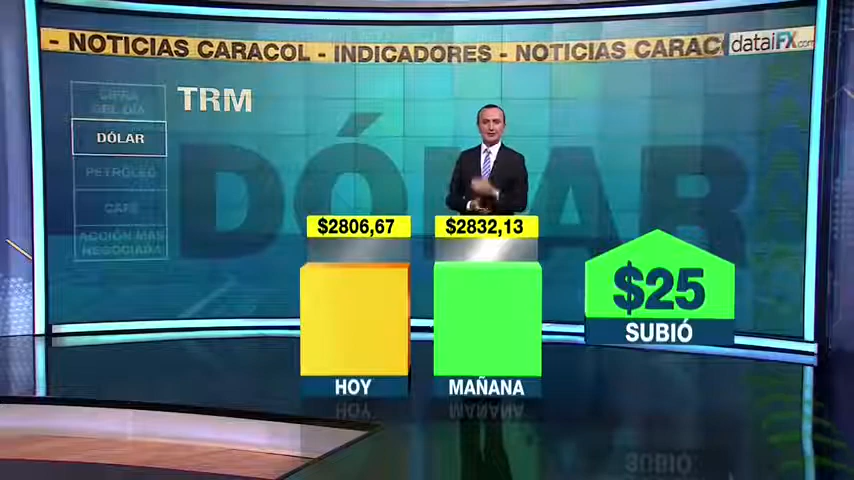 - NOTICIAS CARACOL - INDICADORES - NOTICIAS CARAC
dataiFX.com
CIFRA
DEL DÍA
DÓLAR
PETRÓLEO
CAFÉ
ACCIÓN MÁS
NEGOCIADA
TRM
DÓLAR
$2806,67
$2832,13
$25
SUBIÓ
HOY
MAÑANA